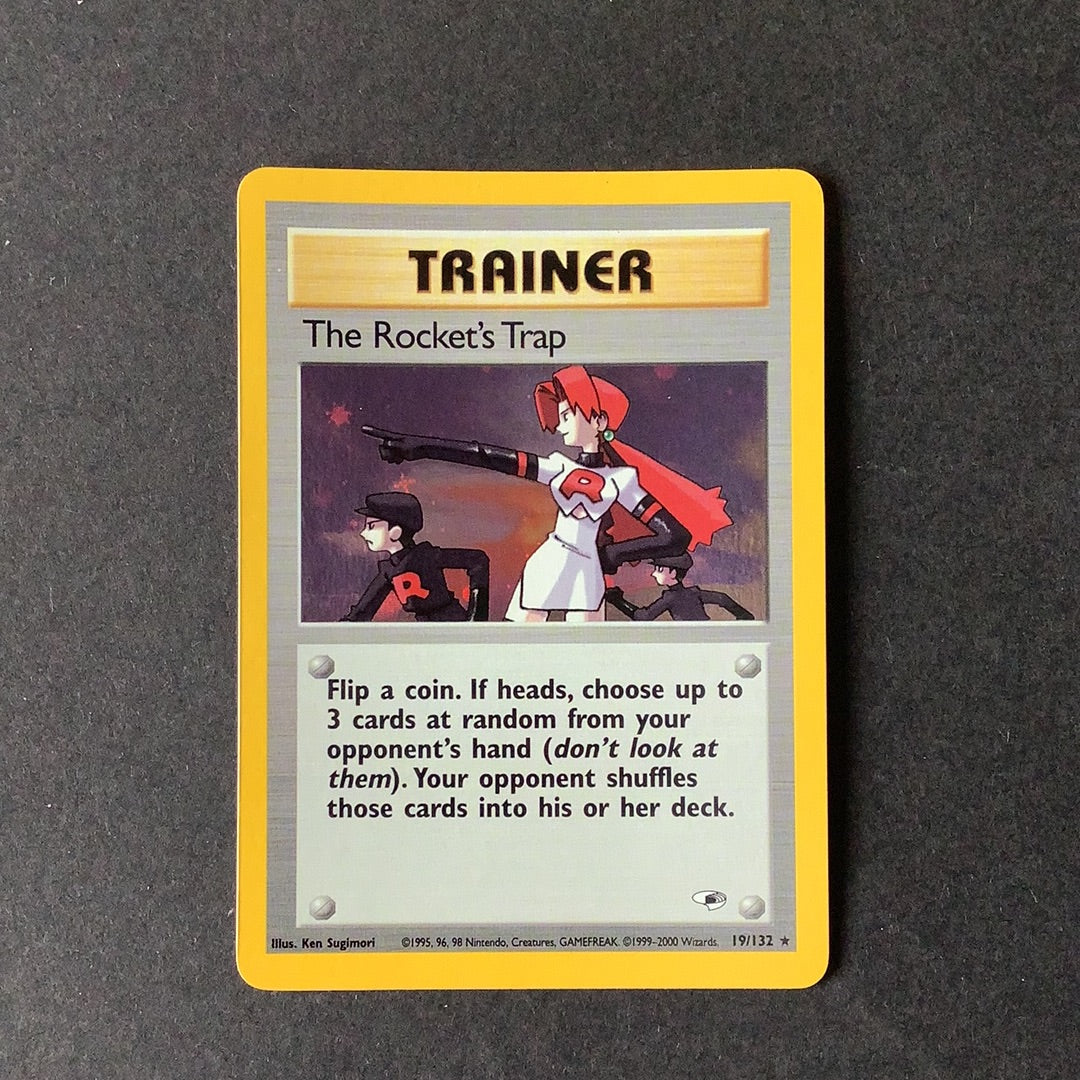 TRAINER
The Rocket's Trap
R
R
Flip a coin. If heads, choose up to
3 cards at random from your
opponent's hand (don't look at
them). Your opponent shuffles
those cards into his or her deck.
Illus. Ken Sugimori ©1995, 96, 98 Nintendo, Creatures, GAMEFREAK. ©1999–2000 Wizards. 19/132 ★